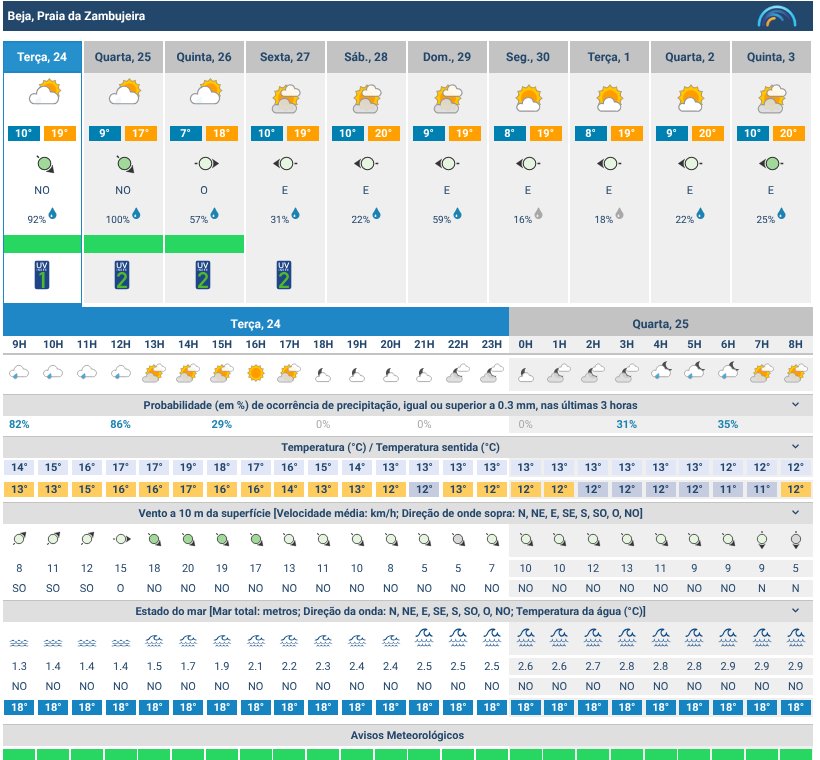 Beja, Praia da Zambujeira
Terça, 24 Quarta, 25 Quinta, 26 Sexta, 27 Sáb., 28 Dom., 29 Seg., 30 Terça, 1 Quarta, 2 Quinta, 3
10° 19° 9° 17° 7° 18° 10° 19° 10° 20° 9° 19° 8° 19° 8° 19° 9° 20° 10° 20°
NO NO O E E E E E E E
92% 100% 57% 31% 22% 59% 16% 18% 22% 25%
UV UV UV UV
INDEX INDEX INDEX INDEX
1 2 2 2
Terça, 24 Quarta, 25
9H 10H 11H 12H 13H 14H 15H 16H 17H 18H 19H 20H 21H 22H 23H 0H 1H 2H 3H 4H 5H 6H 7H 8H
Probabilidade (em %) de ocorrência de precipitação, igual ou superior a 0.3 mm, nas últimas 3 horas
82% 86% 29% 0% 0% 0% 31% 35%
Temperatura (°C) / Temperatura sentida (°C)
14° 15° 16° 17° 17° 19° 18° 17° 16° 15° 14° 13° 13° 13° 13° 13° 13° 13° 13° 13° 13° 12° 12° 12°
13° 13° 15° 16° 16° 17° 16° 16° 14° 13° 13° 12° 12° 13° 12° 12° 12° 12° 12° 12° 12° 11° 11° 12°
Vento a 10 m da superfície [Velocidade média: km/h; Direção de onde sopra: N, NE, E, SE, S, SO, O, NO]
8 11 12 15 18 20 19 17 13 11 10 8 5 5 7 10 10 12 13 11 9 9 9 5
SO SO SO O NO NO NO NO NO NO NO NO NO NO NO NO NO NO NO NO NO NO N N
Estado do mar [Mar total: metros; Direção da onda: N, NE, E, SE, S, SO, O, NO; Temperatura da água (°C)]
1.3 1.4 1.4 1.4 1.5 1.7 1.9 2.1 2.2 2.3 2.4 2.4 2.5 2.5 2.5 2.6 2.6 2.7 2.8 2.8 2.8 2.9 2.9 2.9
NO NO NO NO NO NO NO NO NO NO NO NO NO NO NO NO NO NO NO NO NO NO NO NO
18° 18° 18° 18° 18° 18° 18° 18° 18° 18° 18° 18° 18° 18° 18° 18° 18° 18° 18° 18° 18° 18° 18° 18°
Avisos Meteorológicos